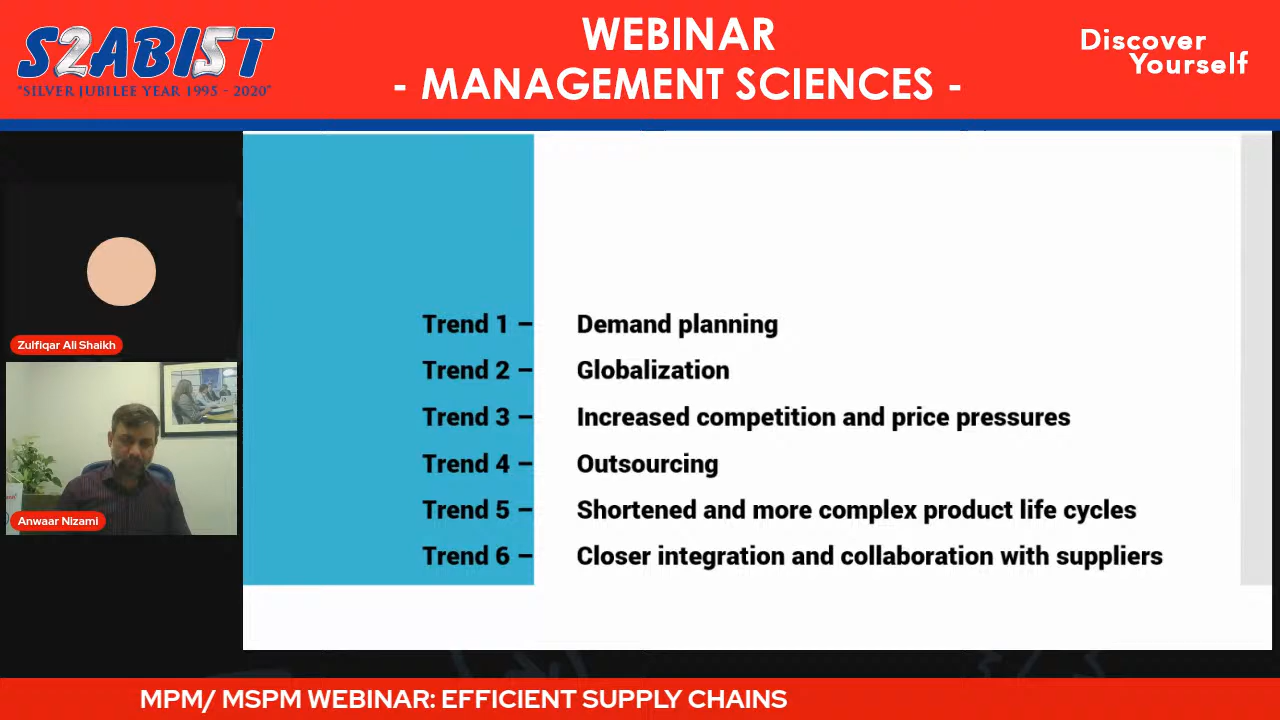 SZABIST
"SILVER JUBILEE YEAR 1995 - 2020"
WEBINAR
- MANAGEMENT SCIENCES -
Discover
Yourself
Zulfiqar Ali Shaikh
Anwaar Nizami
Trend 1 – Demand planning
Trend 2 – Globalization
Trend 3 – Increased competition and price pressures
Trend 4 – Outsourcing
Trend 5 – Shortened and more complex product life cycles
Trend 6 – Closer integration and collaboration with suppliers
MPM/ MSPM WEBINAR: EFFICIENT SUPPLY CHAINS